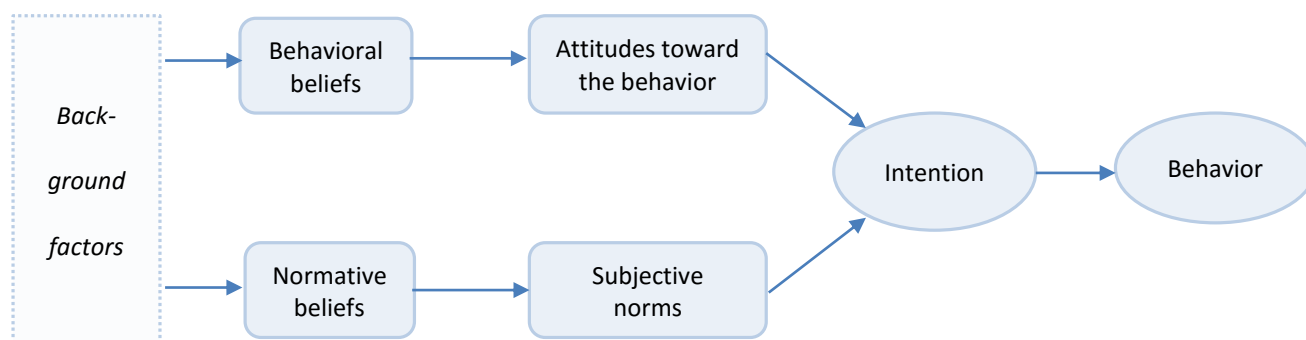 Back-
ground
factors
Behavioral
beliefs
Attitudes toward
the behavior
Normative
beliefs
Subjective
norms
Intention
Behavior